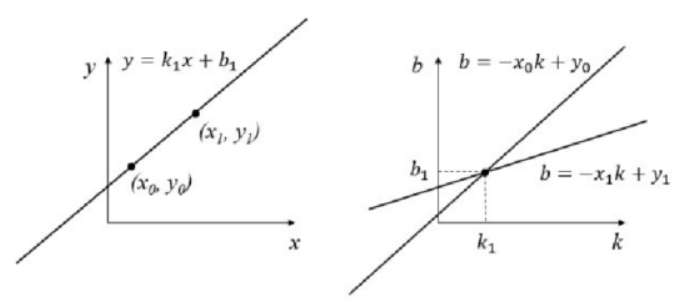 y
y = k₁x + b₁
(x₁, y₁)
(x₀, y₀)
x
b
b = −x₀k + y₀
b₁
b = −x₁k + y₁
k₁
k